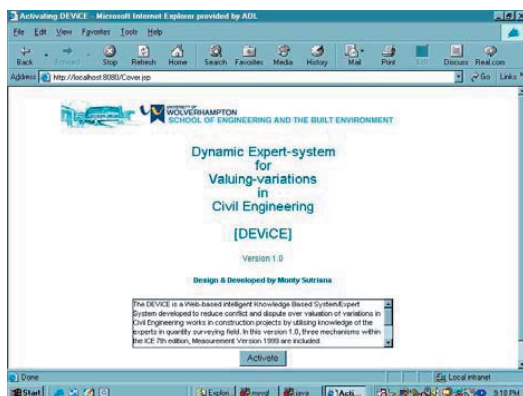 Activating DEViCE - Microsoft Internet Explorer provided by AOL
File Edit View Favorites Tools Help
Back Forward Stop Refresh Home Search Favorites Media History Mail Print Edit Discuss Real.com
Address http://localhost:8080/Cover.jsp Go Links
UNIVERSITY OF
WOLVERHAMPTON
SCHOOL OF ENGINEERING AND THE BUILT ENVIRONMENT
Dynamic Expert-system
for
Valuing-variations
in
Civil Engineering
[DEViCE]
Version 1.0
Design & Developed by Monty Sutrisna
The DEViCE is a Web-based intelligent Knowledge Based System/Expert
System developed to reduce conflict and dispute over valuation of variations in
Civil Engineering works in construction projects by utilising knowledge of the
experts in quantity surveying field. In this version 1.0, three mechanisms within
the ICE 7th edition, Measurement Version 1999 are included.
Activate
Done Local intranet
Start Explori... mysql java Acti... 9:10 PM